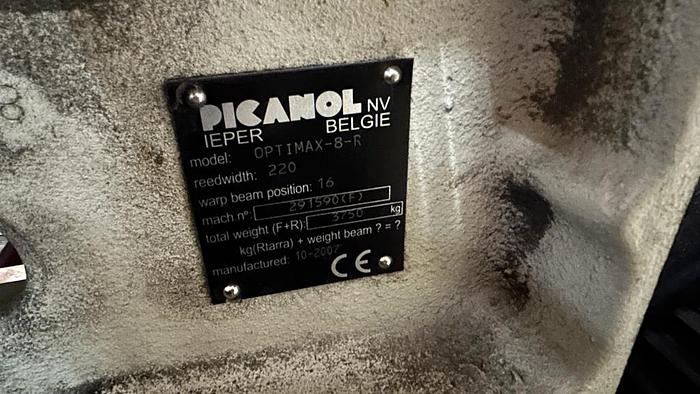 PICANOL NV
IEPER BELGIE
model: OPTIMAX-8-R
reedwidth: 220
warp beam position: 16
mach n°: 291590(F)
total weight (F+R): 3750 kg
kg(Rtarra) + weight beam ? = ?
manufactured: 10-2007
CE
8